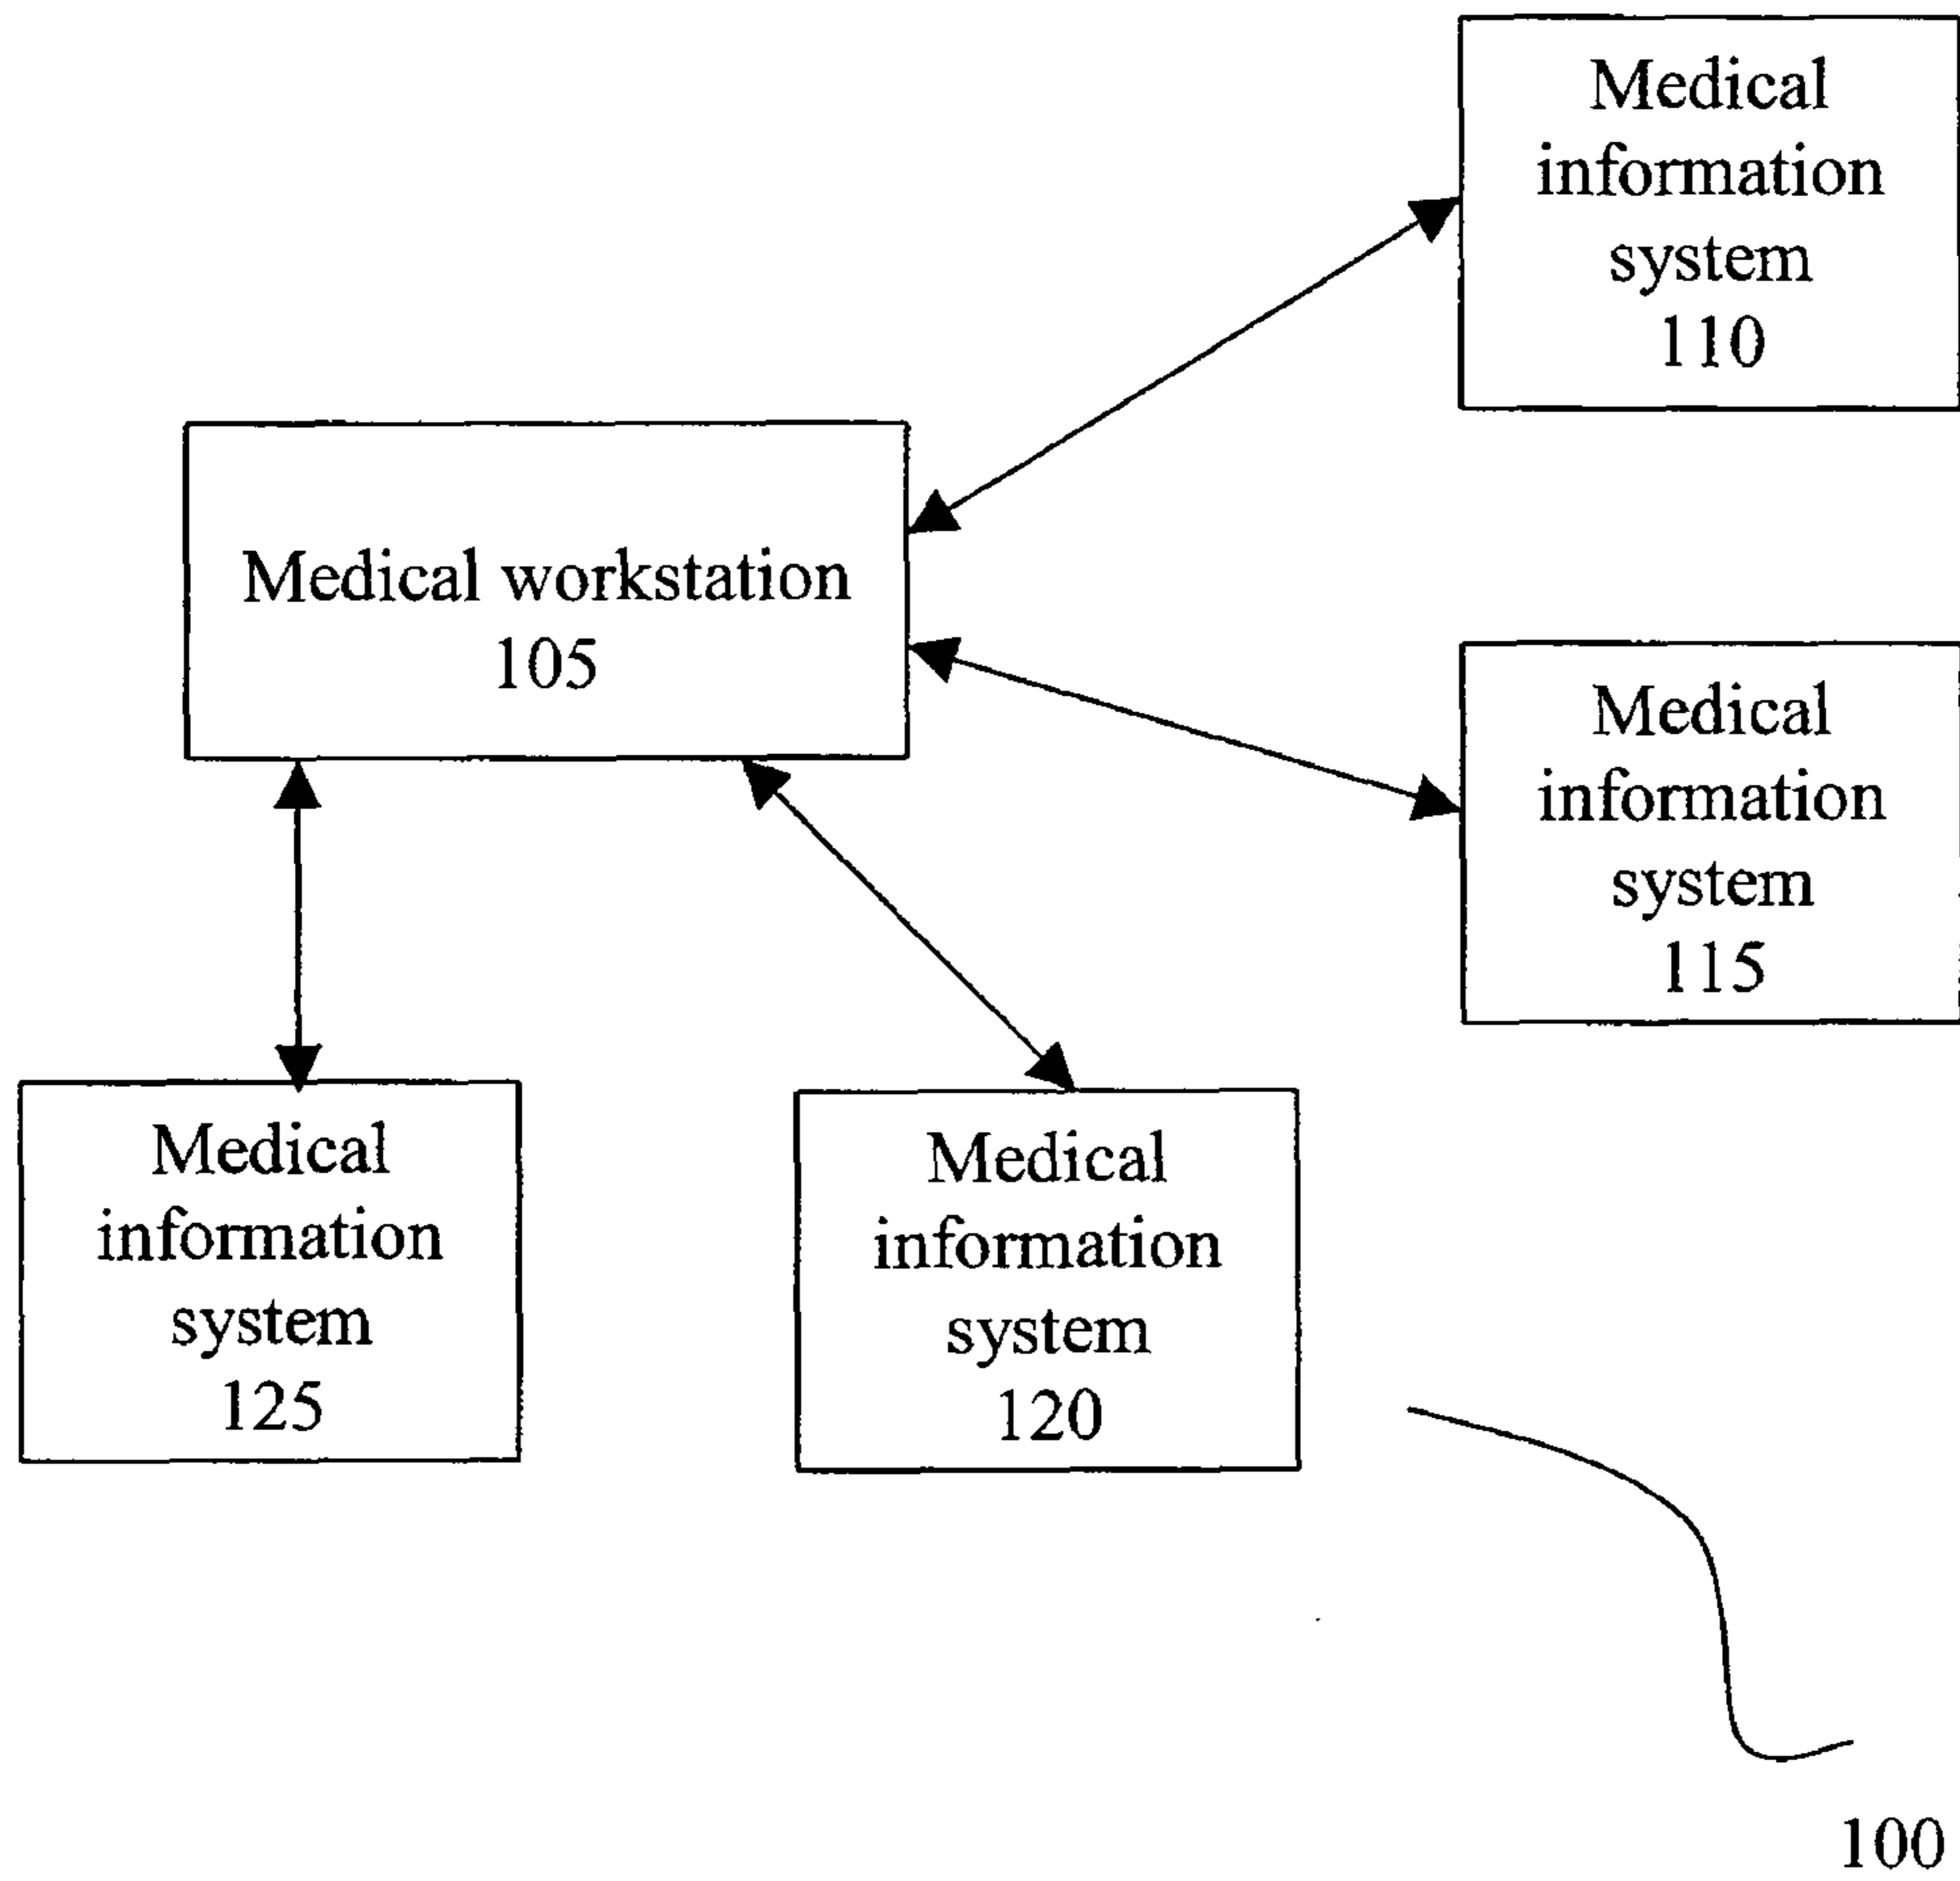 Medical
information
system
110
Medical workstation
105
Medical
information
system
115
Medical
information
system
125
Medical
information
system
120
100